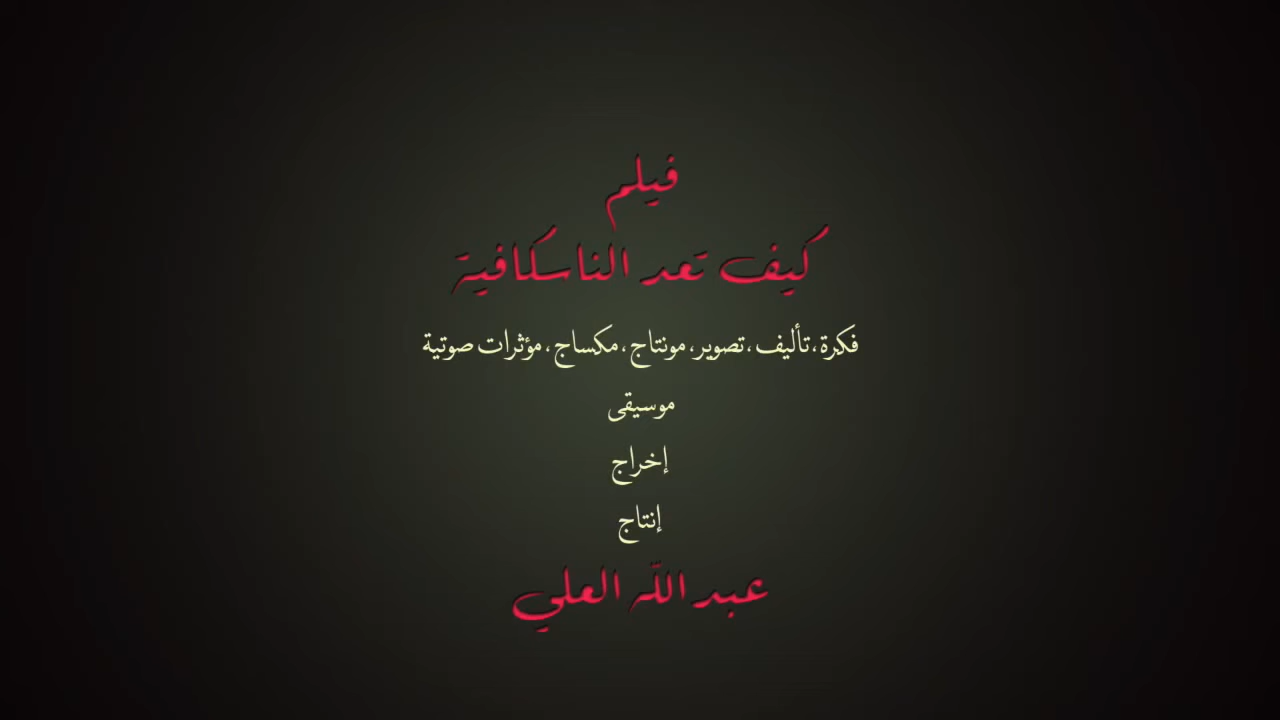 فيلم
كيف تعد الناسكافية
فكرة،تأليف،تصوير،مونتاج،مكساج،مؤثرات صوتية
موسيقى
إخراج
إنتاج
عبد الله العلي